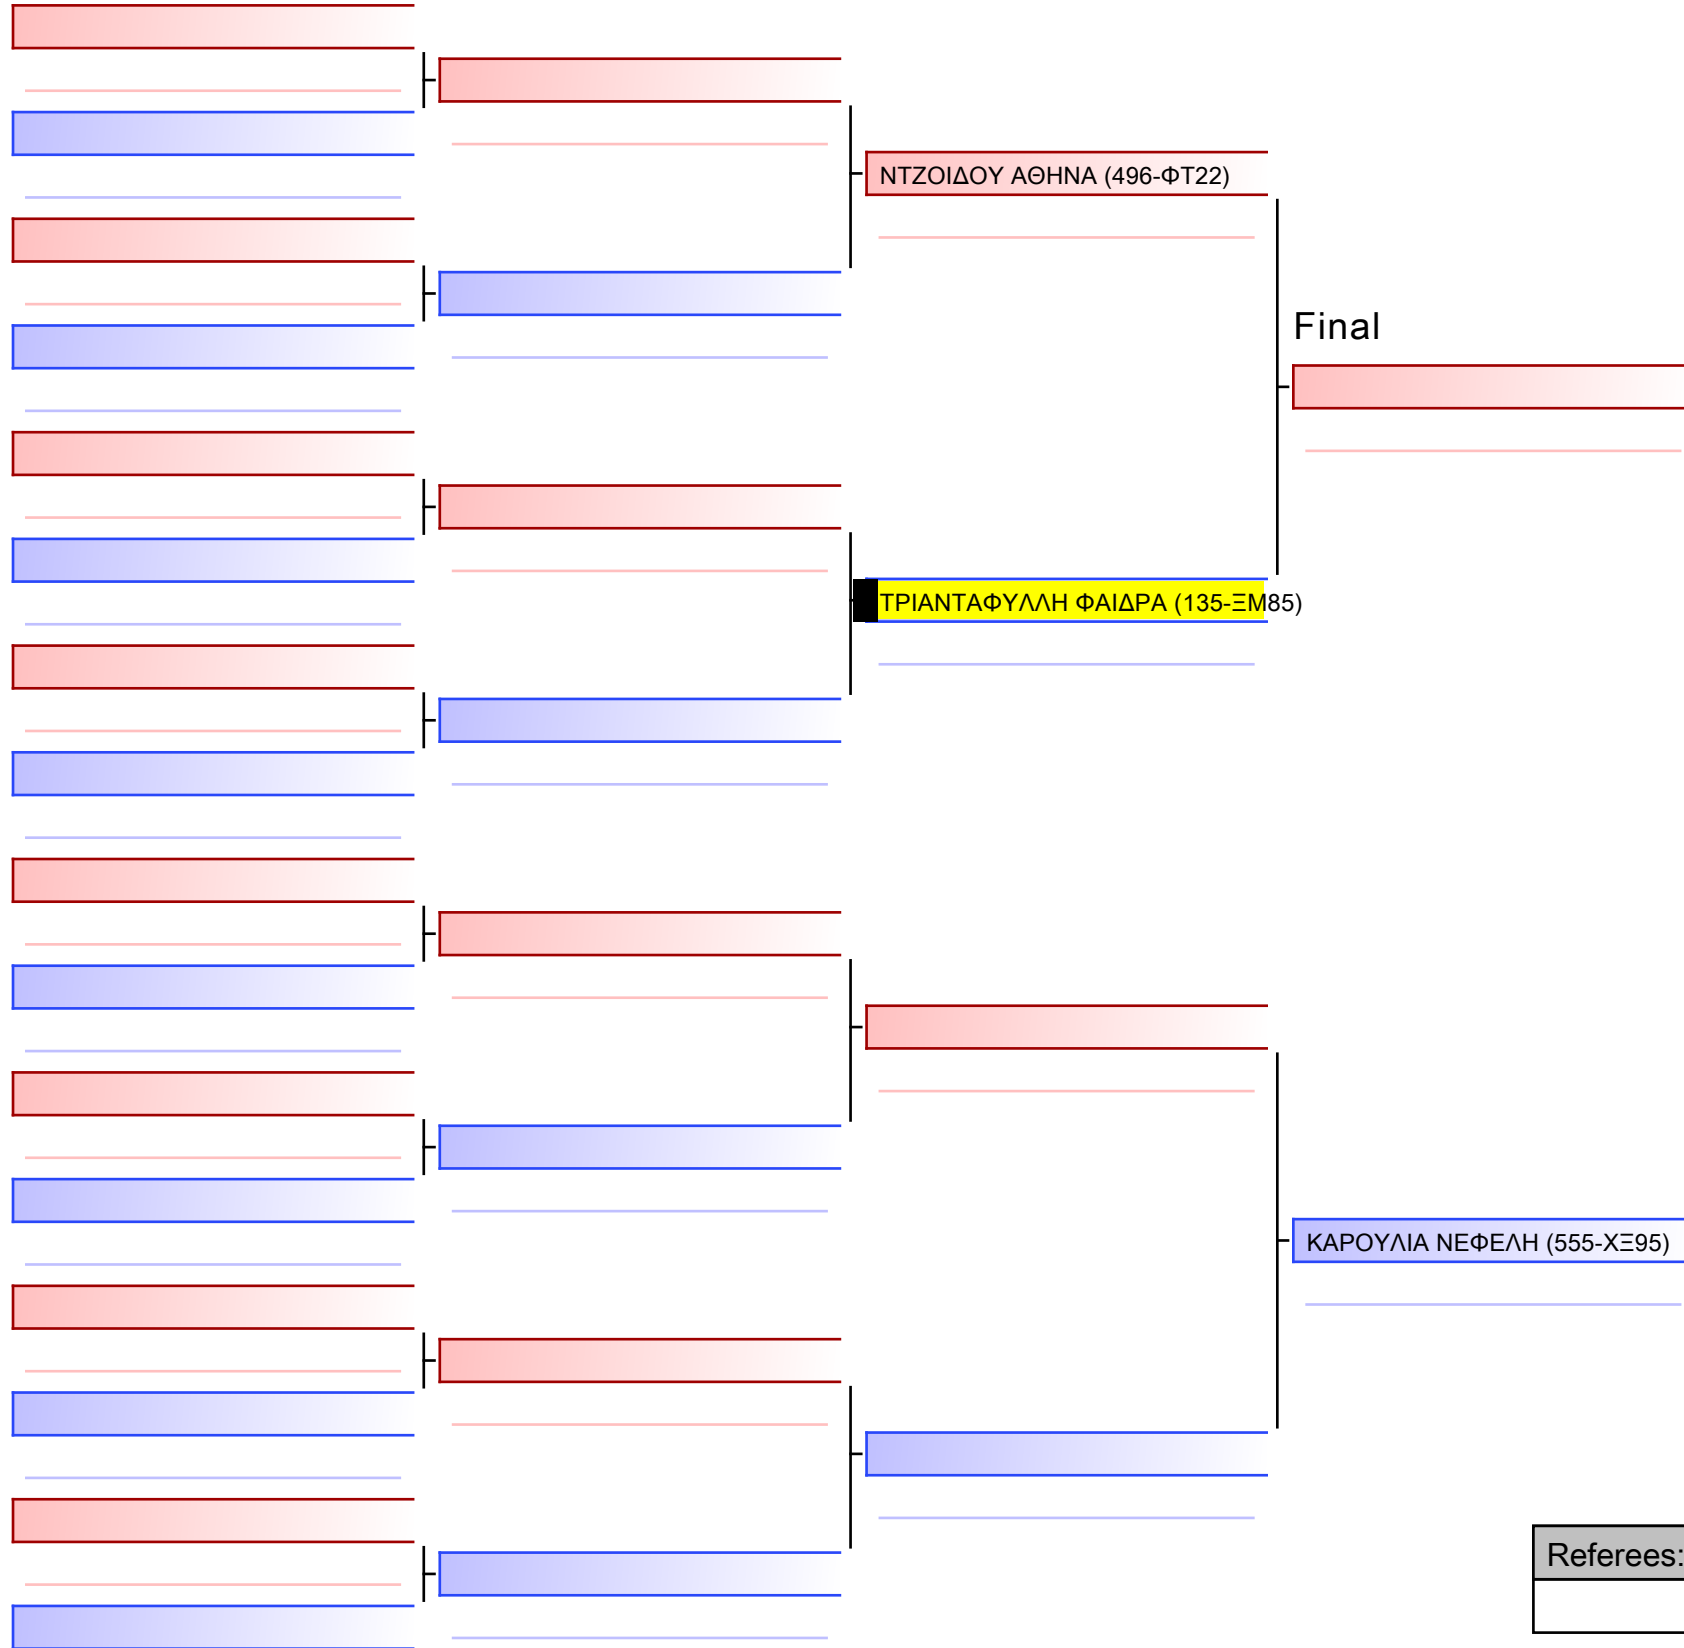 ΝΤΖΟΙΔΟΥ ΑΘΗΝΑ (496-ΦΤ22)
Final
ΤΡΙΑΝΤΑΦΥΛΛΗ ΦΑΙΔΡΑ (135-ΞΜ85)
ΚΑΡΟΥΛΙΑ ΝΕΦΕΛΗ (555-ΧΞ95)
Referees: